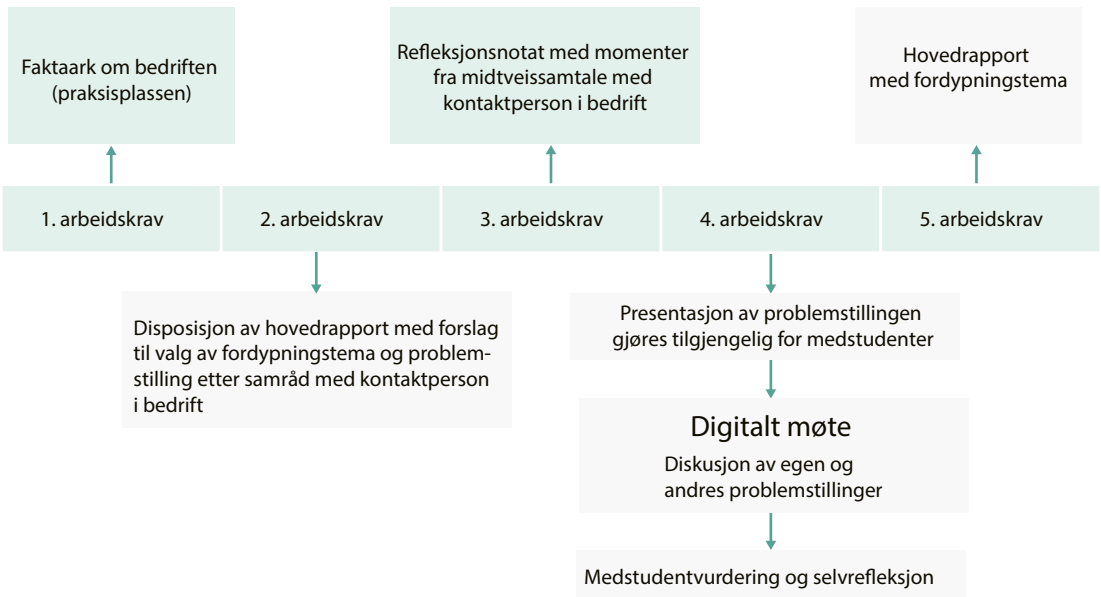 Faktaark om bedriften
(praksisplassen)
Refleksjonsnotat med momenter
fra midtveissamtale med
kontaktperson i bedrift
Hovedrapport
med fordypningstema
1. arbeidskrav
2. arbeidskrav
3. arbeidskrav
4. arbeidskrav
5. arbeidskrav
Disposisjon av hovedrapport med forslag
til valg av fordypningstema og problem-
stilling etter samråd med kontaktperson
i bedrift
Presentasjon av problemstillingen
gjøres tilgjengelig for medstudenter
Digitalt møte
Diskusjon av egen og
andres problemstillinger
Medstudentvurdering og selvrefleksjon